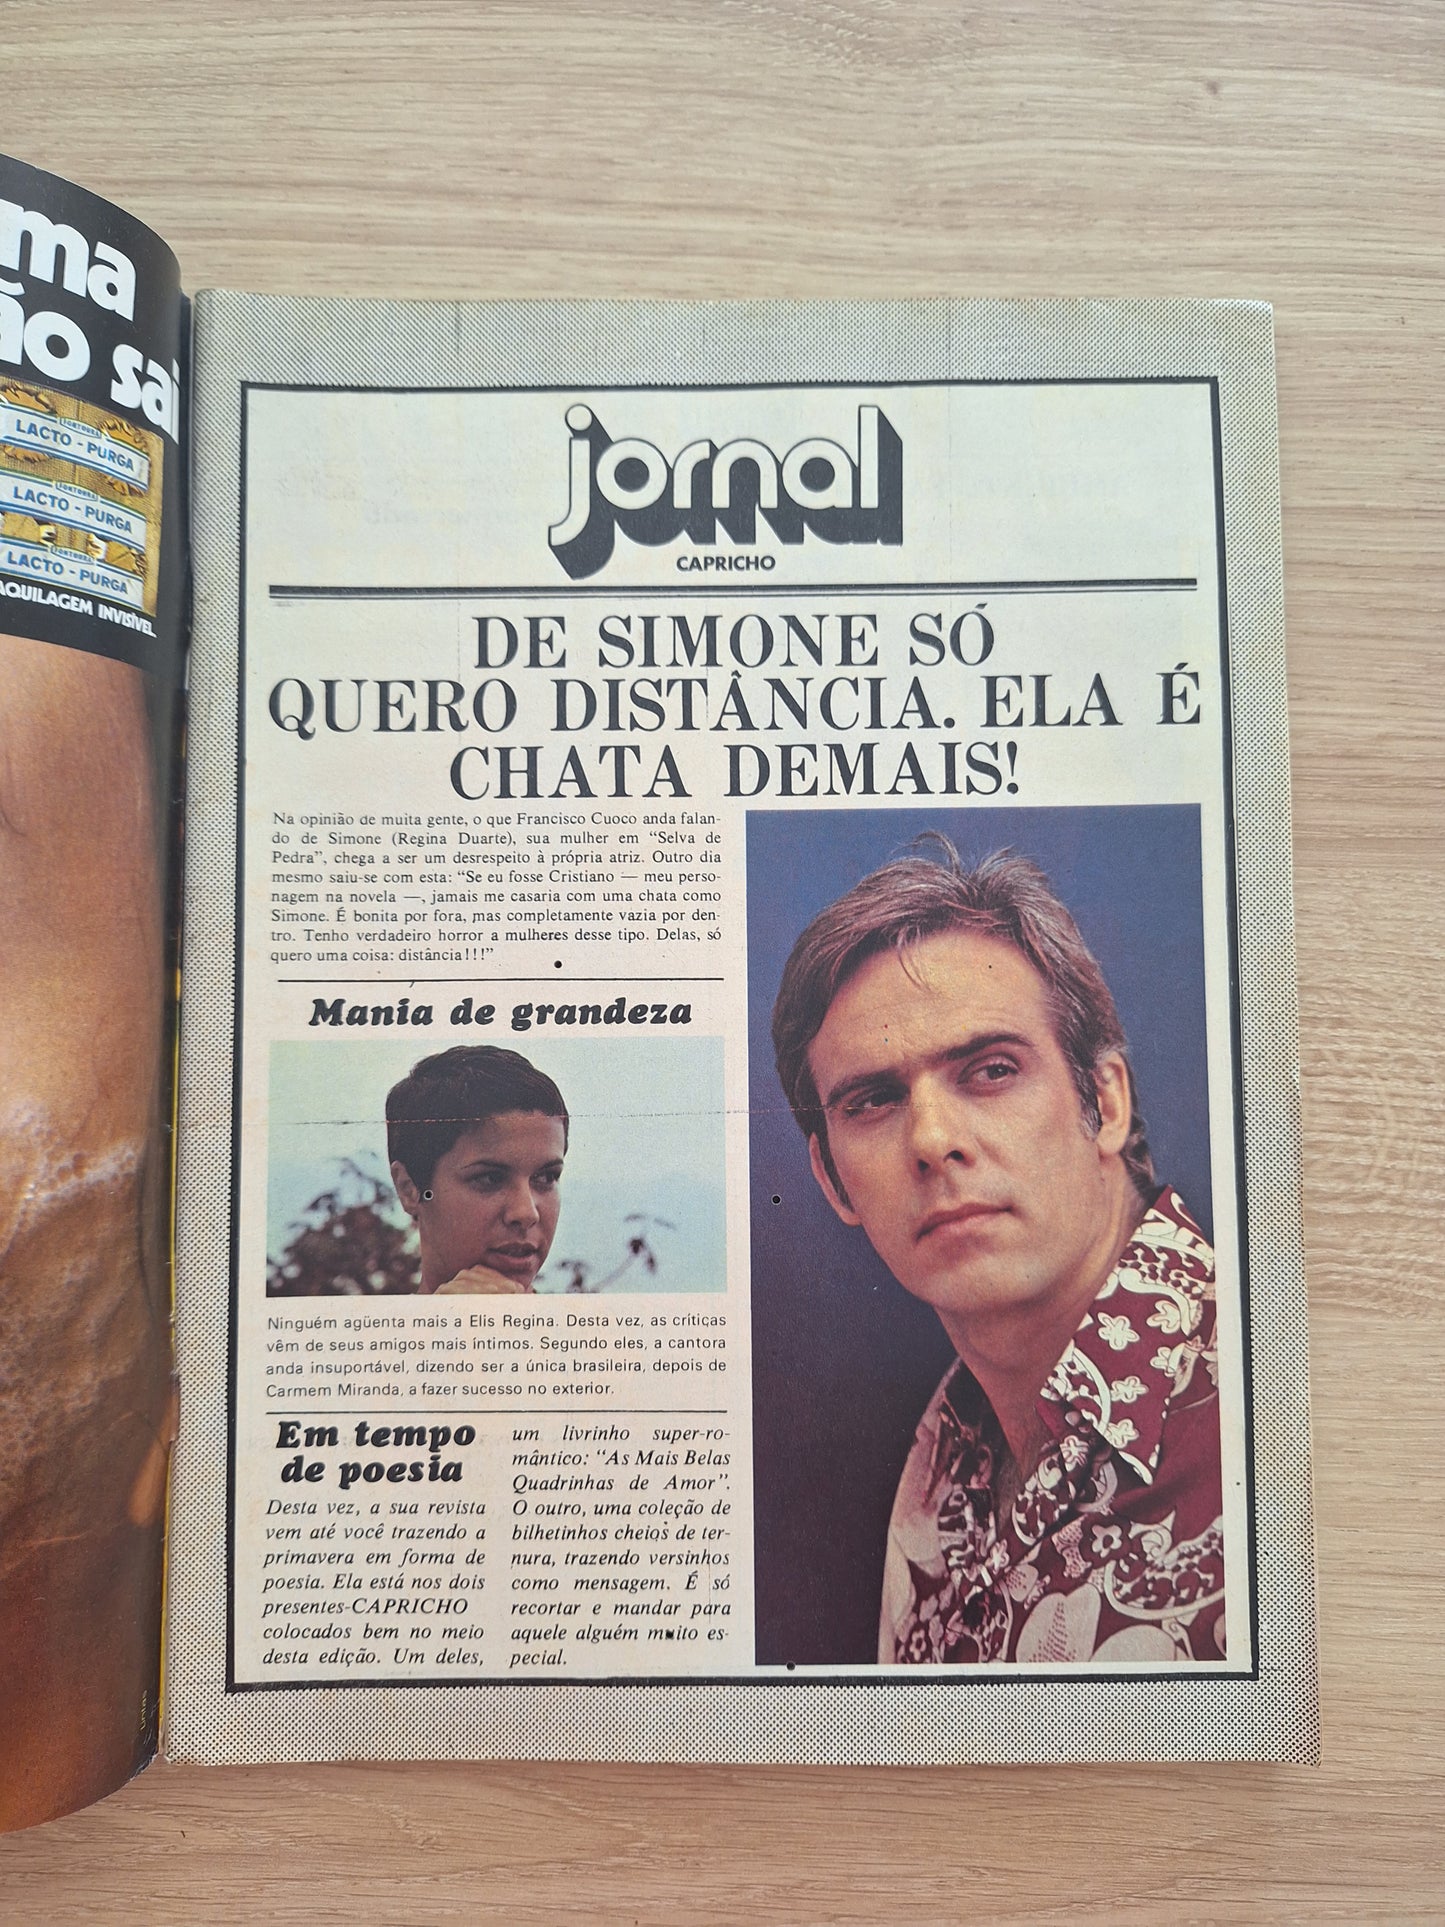 ma
ão sai
FONTOURA
LACTO - PURGA
FONTOURA
LACTO - PURGA
FONTOURA
LACTO - PURGA
AQUILAGEM INVISÍVEL
Lintas
jornal
CAPRICHO
DE SIMONE SÓ
QUERO DISTÂNCIA. ELA É
CHATA DEMAIS!
Na opinião de muita gente, o que Francisco Cuoco anda falan-
do de Simone (Regina Duarte), sua mulher em “Selva de
Pedra”, chega a ser um desrespeito à própria atriz. Outro dia
mesmo saiu-se com esta: “Se eu fosse Cristiano — meu perso-
nagem na novela —, jamais me casaria com uma chata como
Simone. É bonita por fora, mas completamente vazia por den-
tro. Tenho verdadeiro horror a mulheres desse tipo. Delas, só
quero uma coisa: distância!!!”
Mania de grandeza
Ninguém agüenta mais a Elis Regina. Desta vez, as críticas
vêm de seus amigos mais íntimos. Segundo eles, a cantora
anda insuportável, dizendo ser a única brasileira, depois de
Carmem Miranda, a fazer sucesso no exterior.
Em tempo
de poesia
Desta vez, a sua revista
vem até você trazendo a
primavera em forma de
poesia. Ela está nos dois
presentes-CAPRICHO
colocados bem no meio
desta edição. Um deles,
um livrinho super-ro-
mântico: “As Mais Belas
Quadrinhas de Amor”.
O outro, uma coleção de
bilhetinhos cheios de ter-
nura, trazendo versinhos
como mensagem. É só
recortar e mandar para
aquele alguém muito es-
pecial.